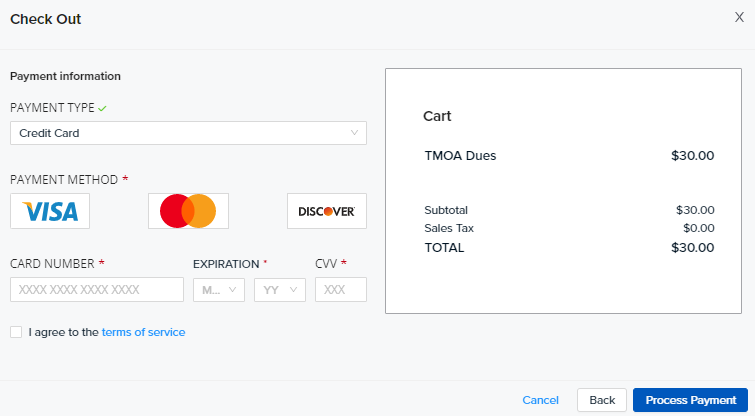 Check Out
X
Payment information
PAYMENT TYPE
Credit Card
PAYMENT METHOD *
VISA
DISCOVER
CARD NUMBER * EXPIRATION * CVV *
XXXX XXXX XXXX XXXX M... YY XXX
I agree to the terms of service
Cart
TMOA Dues $30.00
Subtotal $30.00
Sales Tax $0.00
TOTAL $30.00
Cancel Back Process Payment